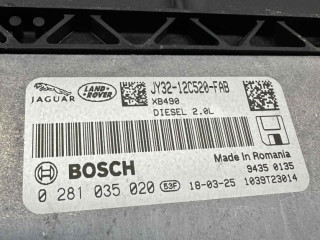 JAGUAR
LAND-ROVER
JY32-12C520-FAB
XB490
DIESEL 2.0L
BOSCH
Made in Romania
9435 0135
0 281 035 020 53F 18-03-25 1039T23014